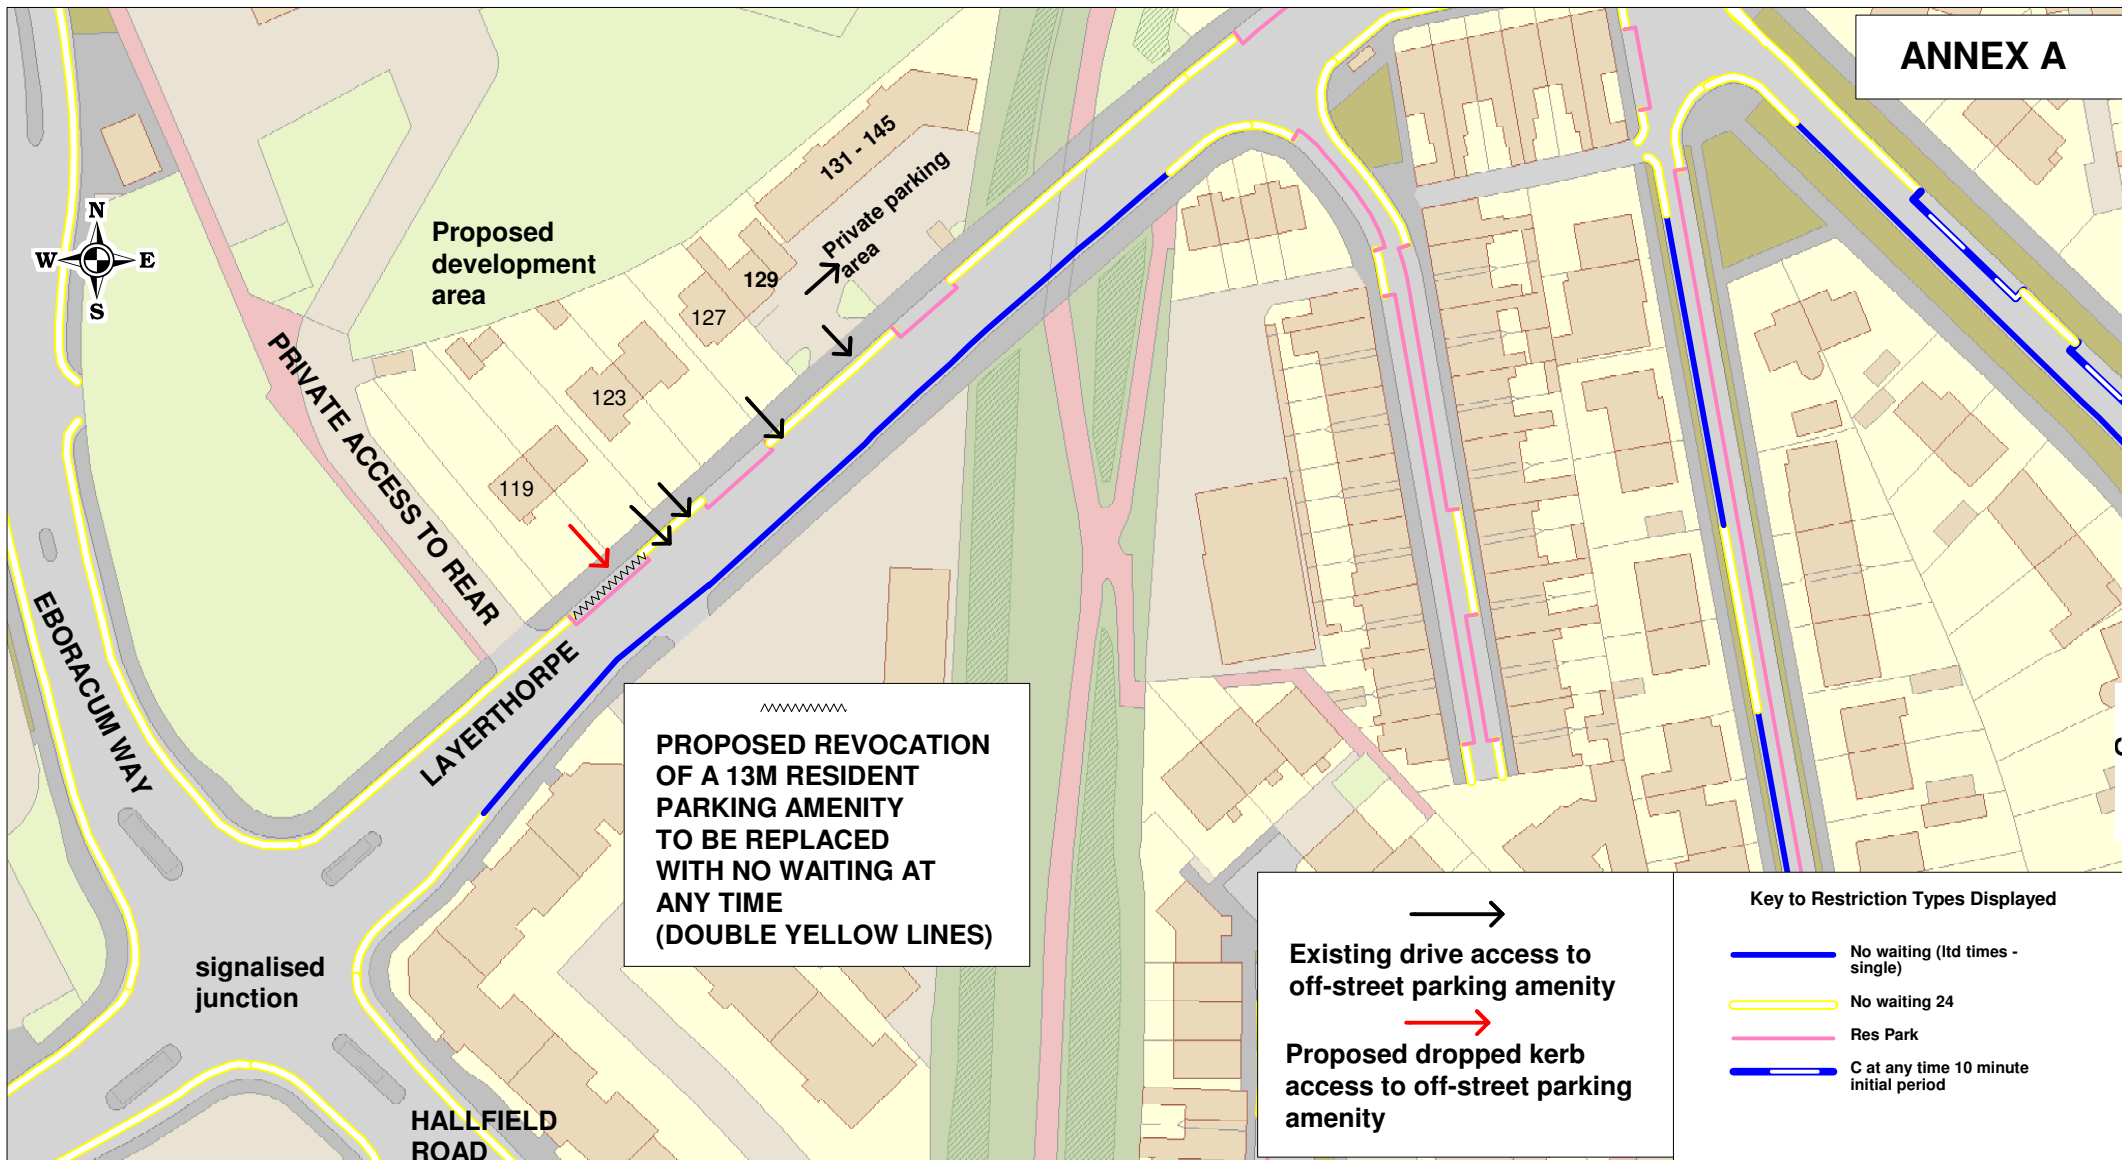 ANNEX A
N
W
E
S
Proposed
development
area
131 - 145
Private parking
area
129
127
123
119
PRIVATE ACCESS TO REAR
EBORACUM WAY
LAYERTHORPE
signalised
junction
HALLFIELD
ROAD
PROPOSED REVOCATION
OF A 13M RESIDENT
PARKING AMENITY
TO BE REPLACED
WITH NO WAITING AT
ANY TIME
(DOUBLE YELLOW LINES)
Existing drive access to
off-street parking amenity
Proposed dropped kerb
access to off-street parking
amenity
Key to Restriction Types Displayed
No waiting (ltd times -
single)
No waiting 24
Res Park
C at any time 10 minute
initial period